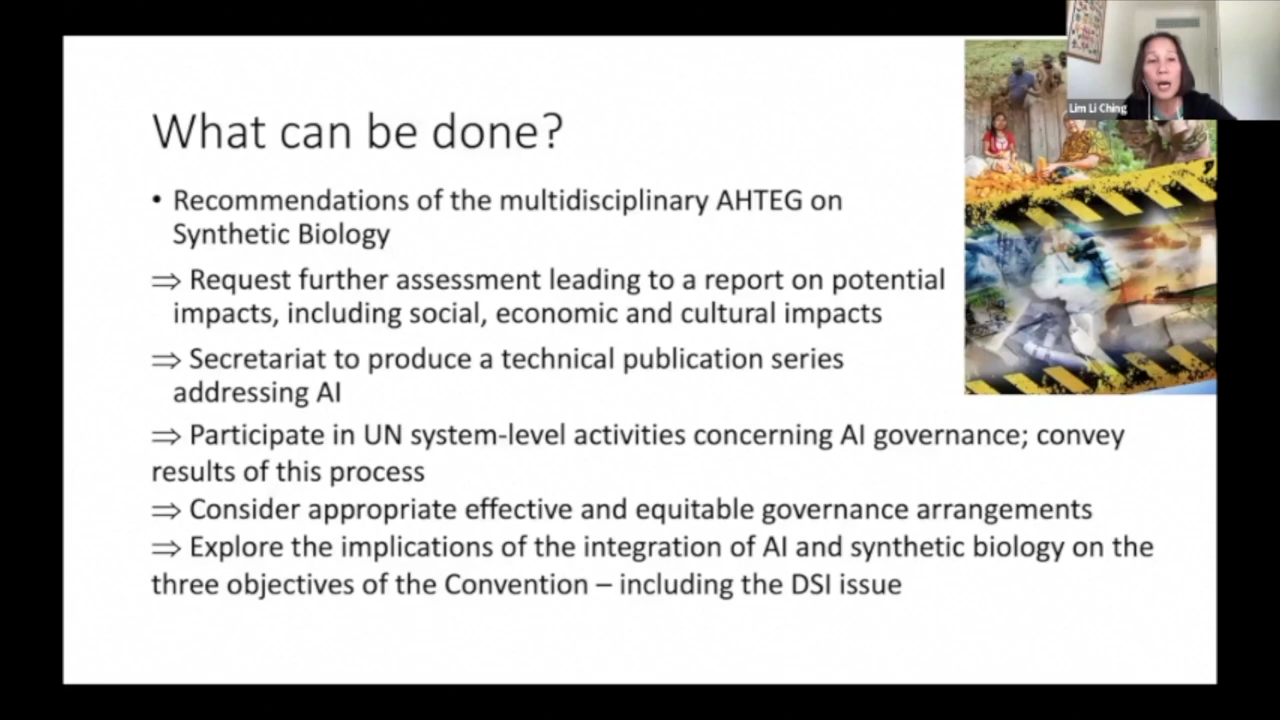 Lim Li Ching
What can be done?
• Recommendations of the multidisciplinary AHTEG on
Synthetic Biology
⇒ Request further assessment leading to a report on potential
impacts, including social, economic and cultural impacts
⇒ Secretariat to produce a technical publication series
addressing AI
⇒ Participate in UN system-level activities concerning AI governance; convey
results of this process
⇒ Consider appropriate effective and equitable governance arrangements
⇒ Explore the implications of the integration of AI and synthetic biology on the
three objectives of the Convention – including the DSI issue